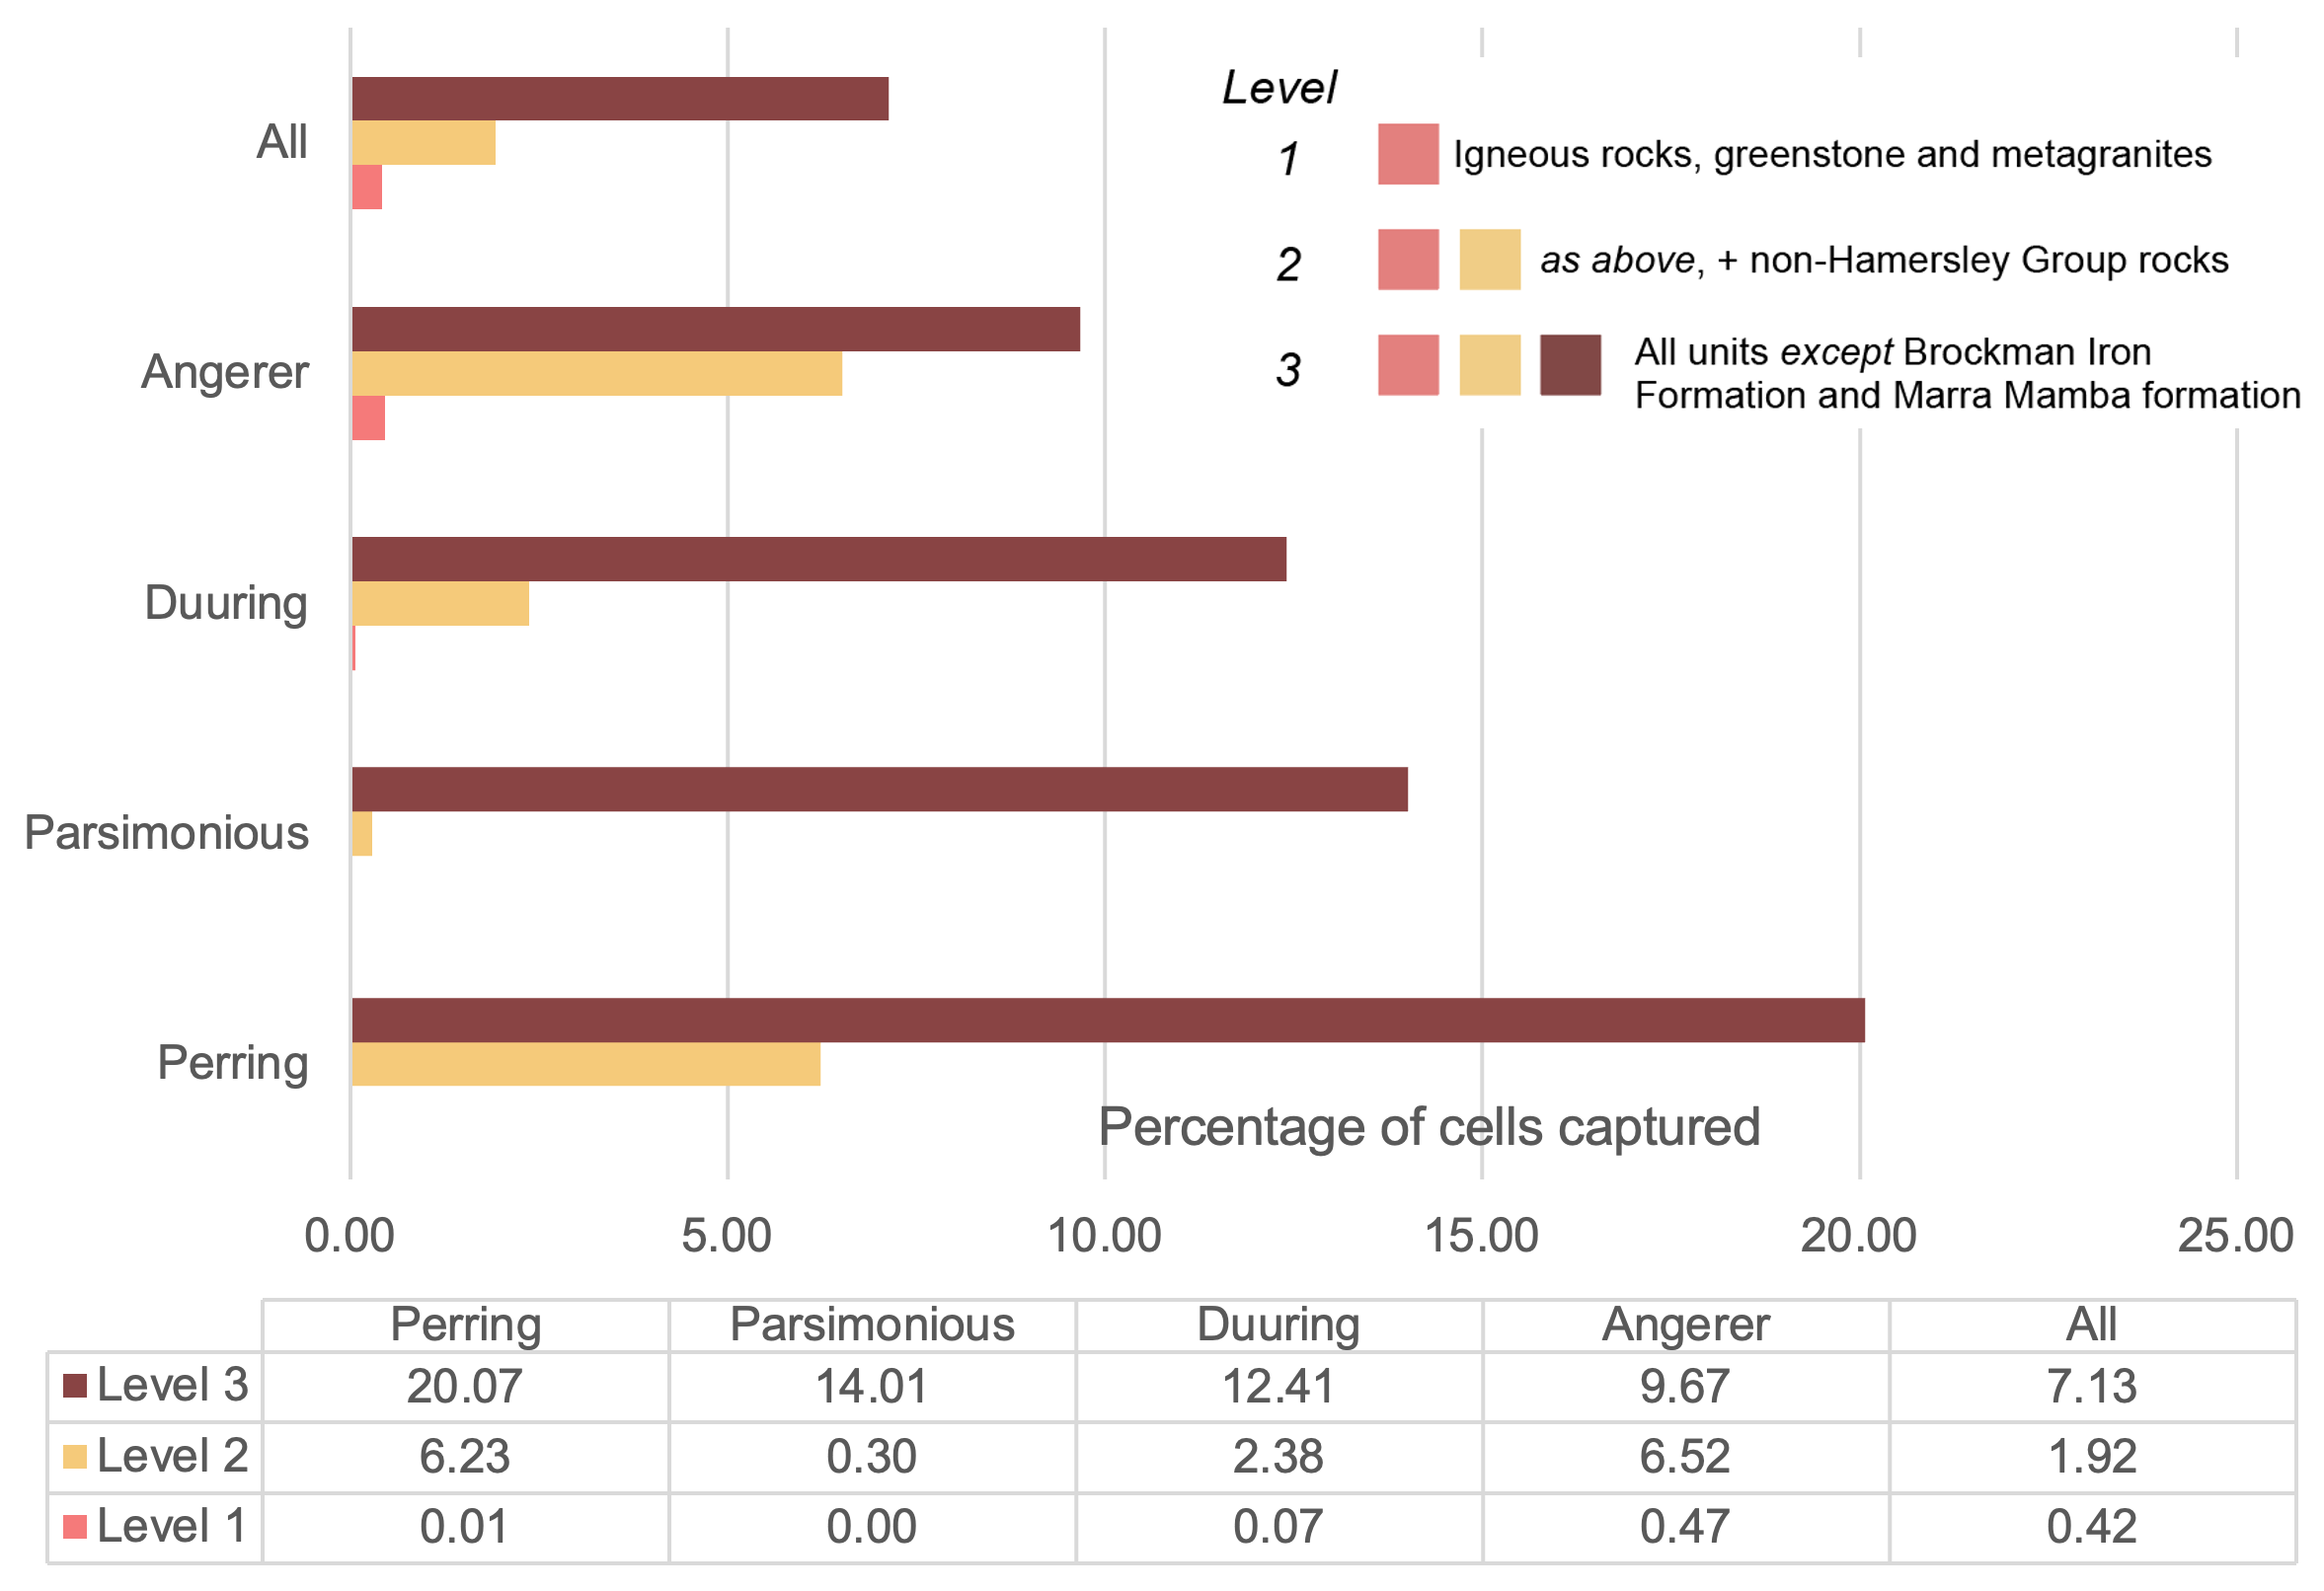 Level
1 Igneous rocks, greenstone and metagranites
2 as above, + non-Hamersley Group rocks
3 All units except Brockman Iron
Formation and Marra Mamba formation
All
Angerer
Duuring
Parsimonious
Perring
Percentage of cells captured
0.00 5.00 10.00 15.00 20.00 25.00
Perring Parsimonious Duuring Angerer All
Level 3 20.07 14.01 12.41 9.67 7.13
Level 2 6.23 0.30 2.38 6.52 1.92
Level 1 0.01 0.00 0.07 0.47 0.42